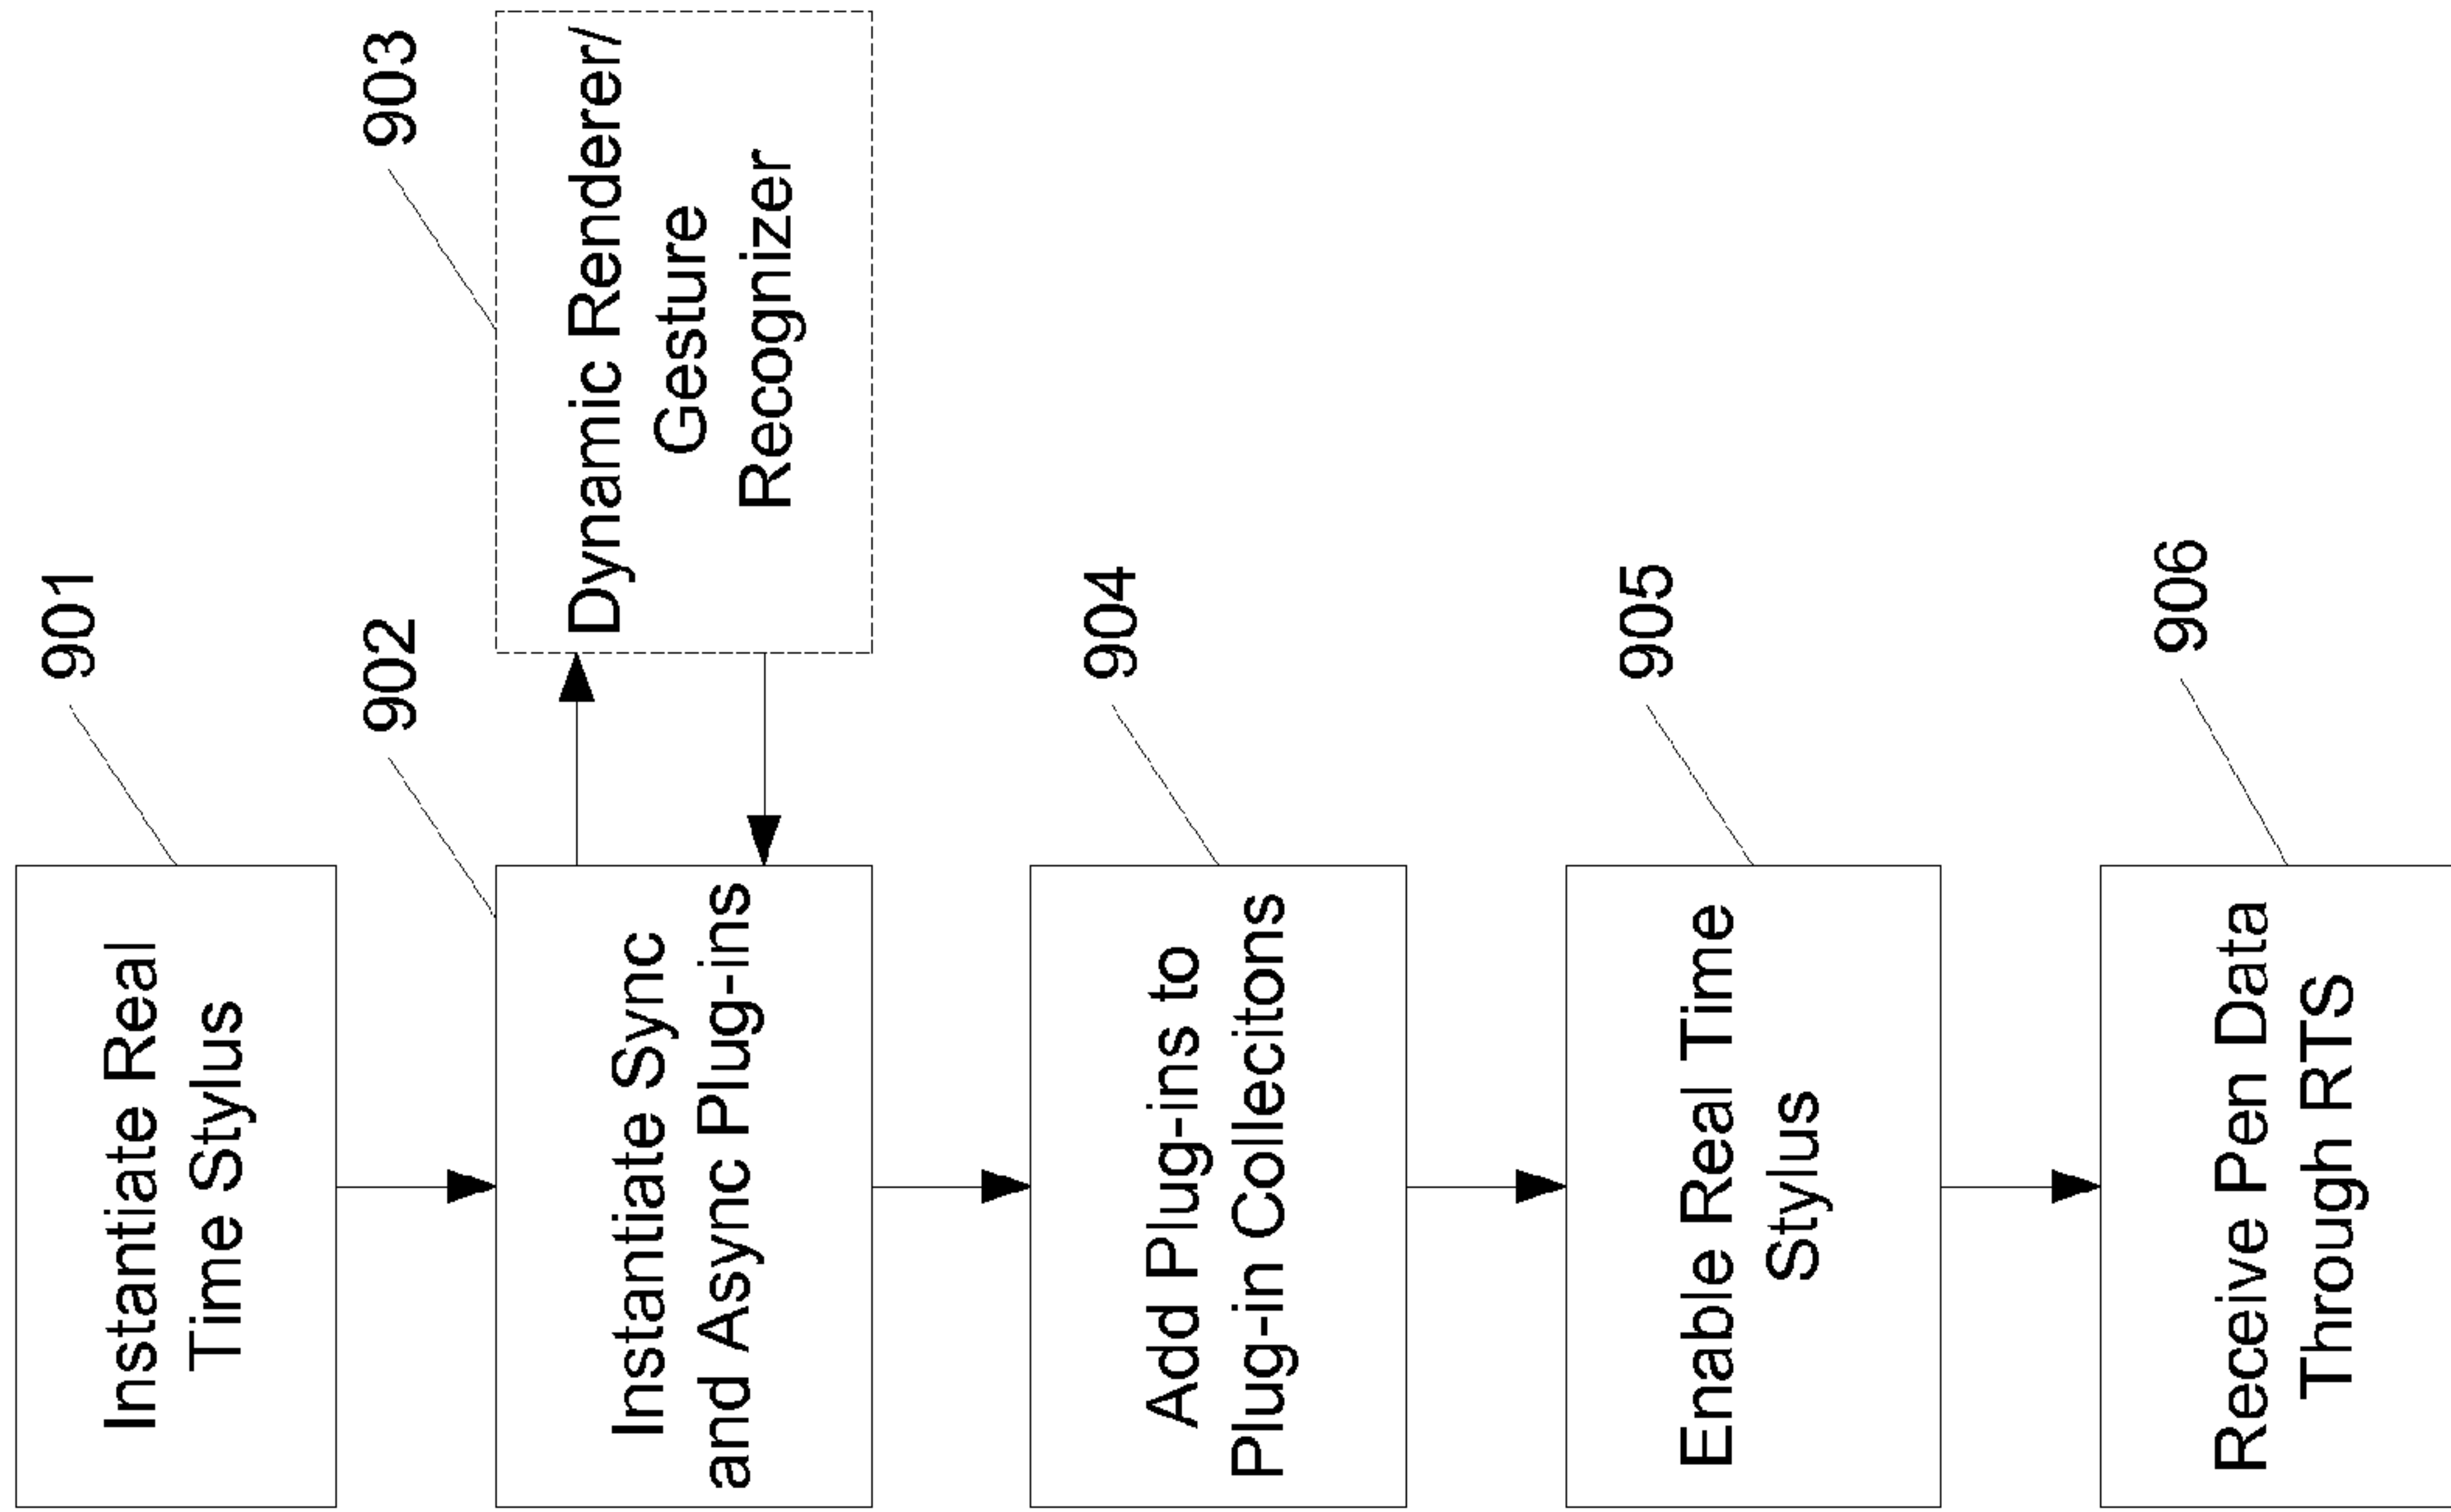 901
Instantiate Real
Time Stylus
902
Instantiate Sync
and Async Plug-ins
903
Dynamic Renderer/
Gesture
Recognizer
904
Add Plug-ins to
Plug-in Collecitons
905
Enable Real Time
Stylus
906
Receive Pen Data
Through RTS